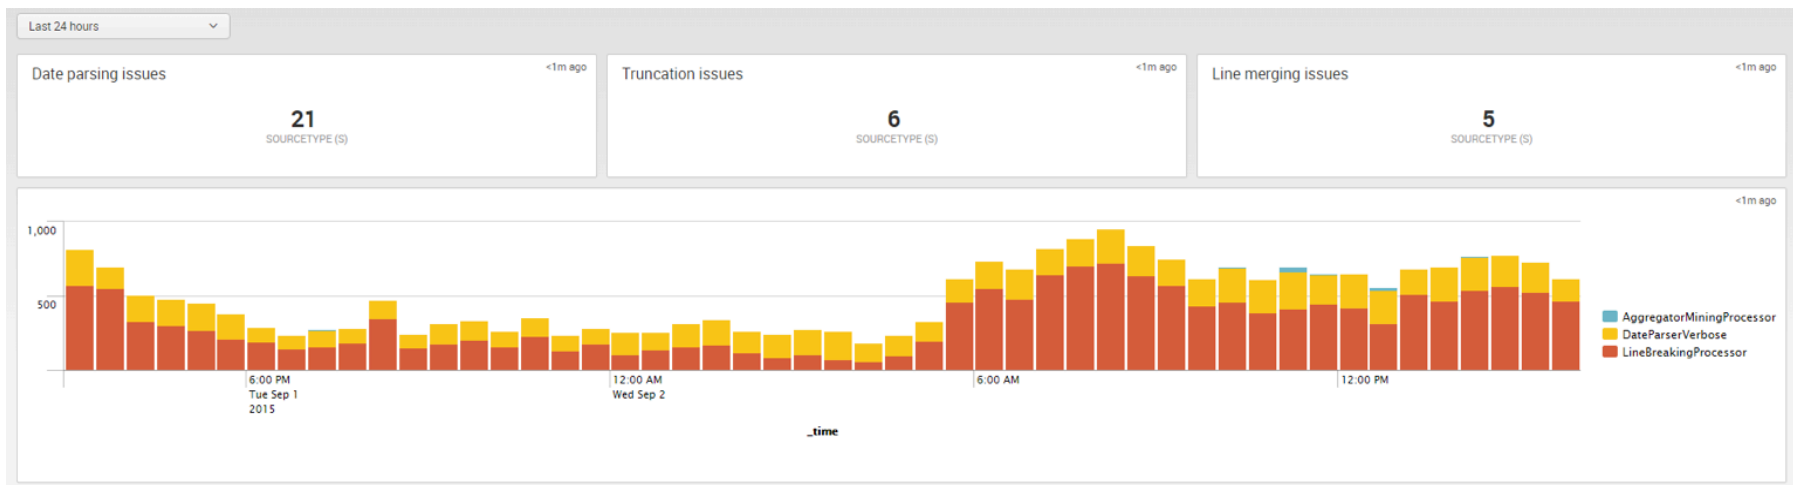 Last 24 hours
Date parsing issues
<1m ago
21
SOURCETYPE (S)
Truncation issues
<1m ago
6
SOURCETYPE (S)
Line merging issues
<1m ago
5
SOURCETYPE (S)
<1m ago
1,000
500
6:00 PM
Tue Sep 1
2015
12:00 AM
Wed Sep 2
6:00 AM
12:00 PM
_time
AggregatorMiningProcessor
DateParserVerbose
LineBreakingProcessor